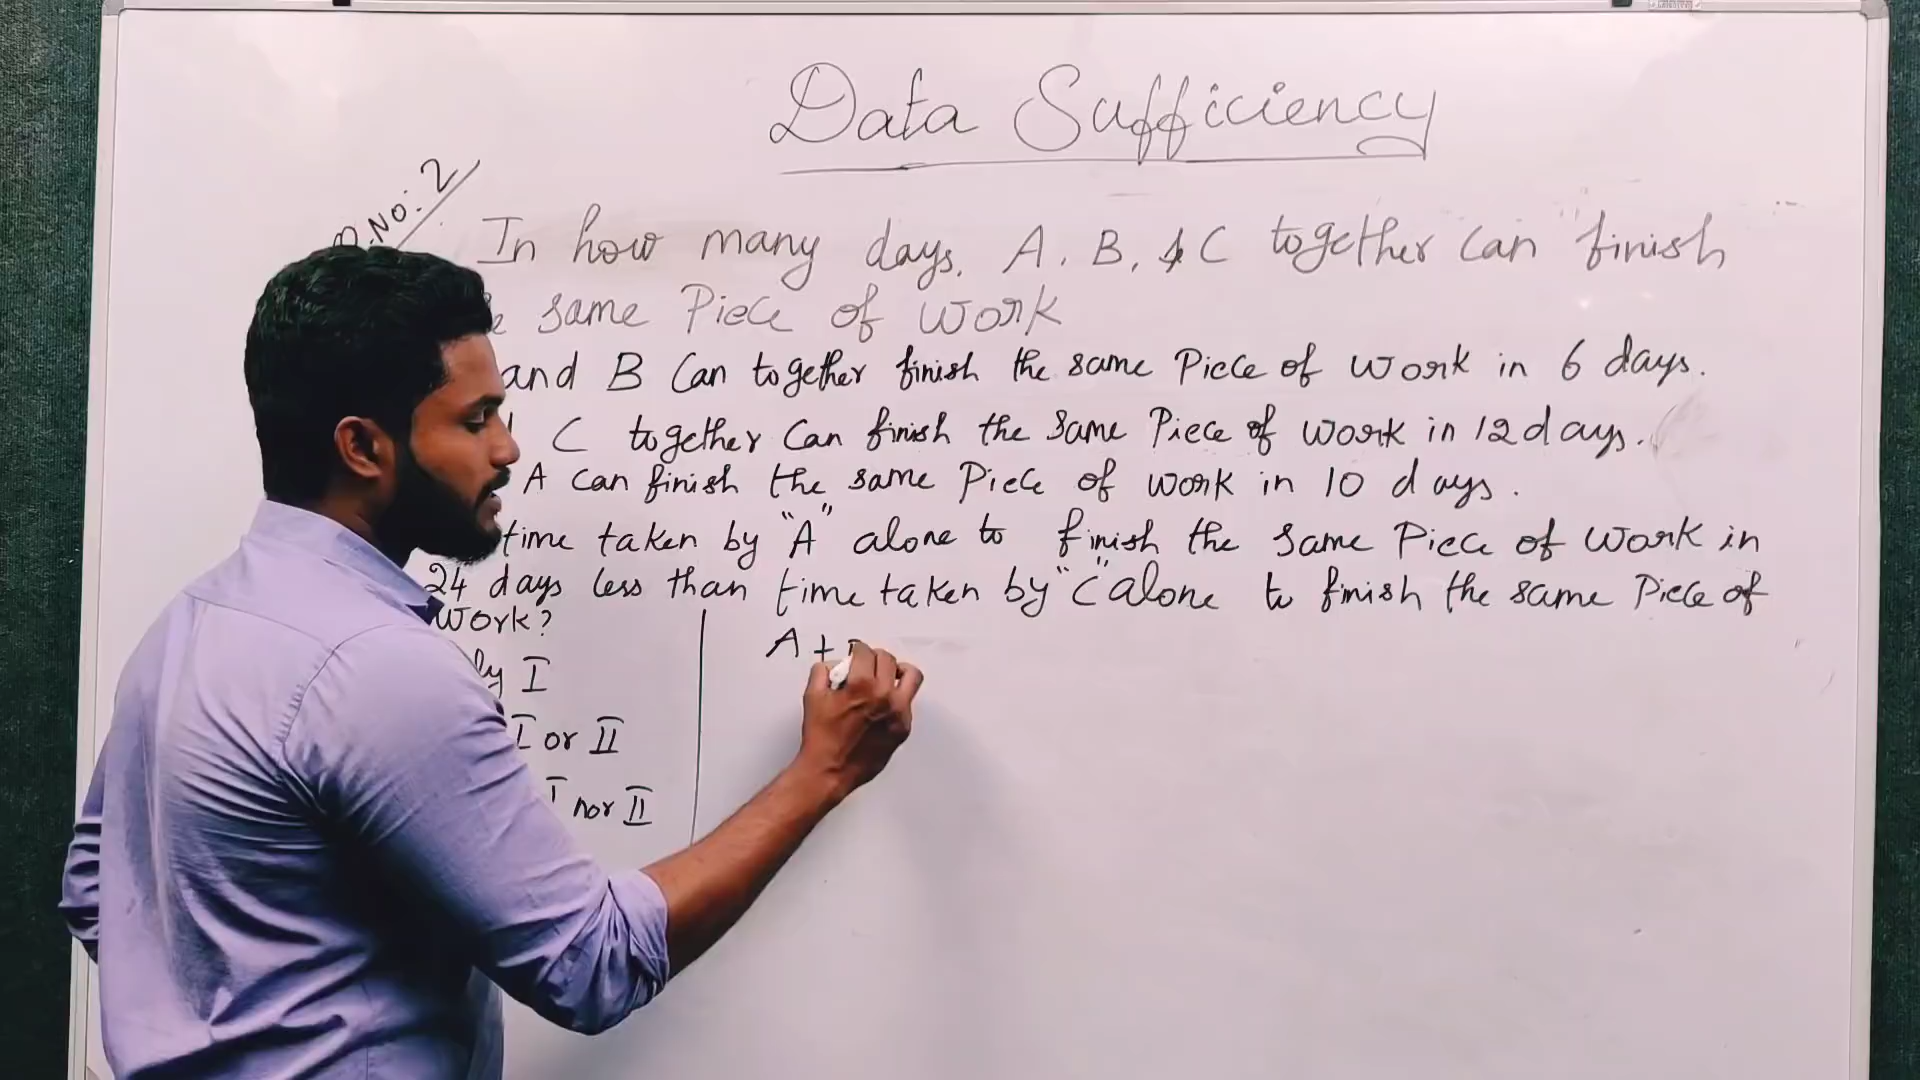 Data Sufficiency
Q.No: 2
In how many days, A, B, & C together can finish
same Piece of work
and B Can together finish the same Piece of work in 6 days.
C together Can finish the same Piece of work in 12 days.
A can finish the same Piece of work in 10 days.
time taken by "A" alone to finish the same Piece of work in
24 days less than time taken by "C" alone to finish the same Piece of
work?
I
I or II
I nor II
A +